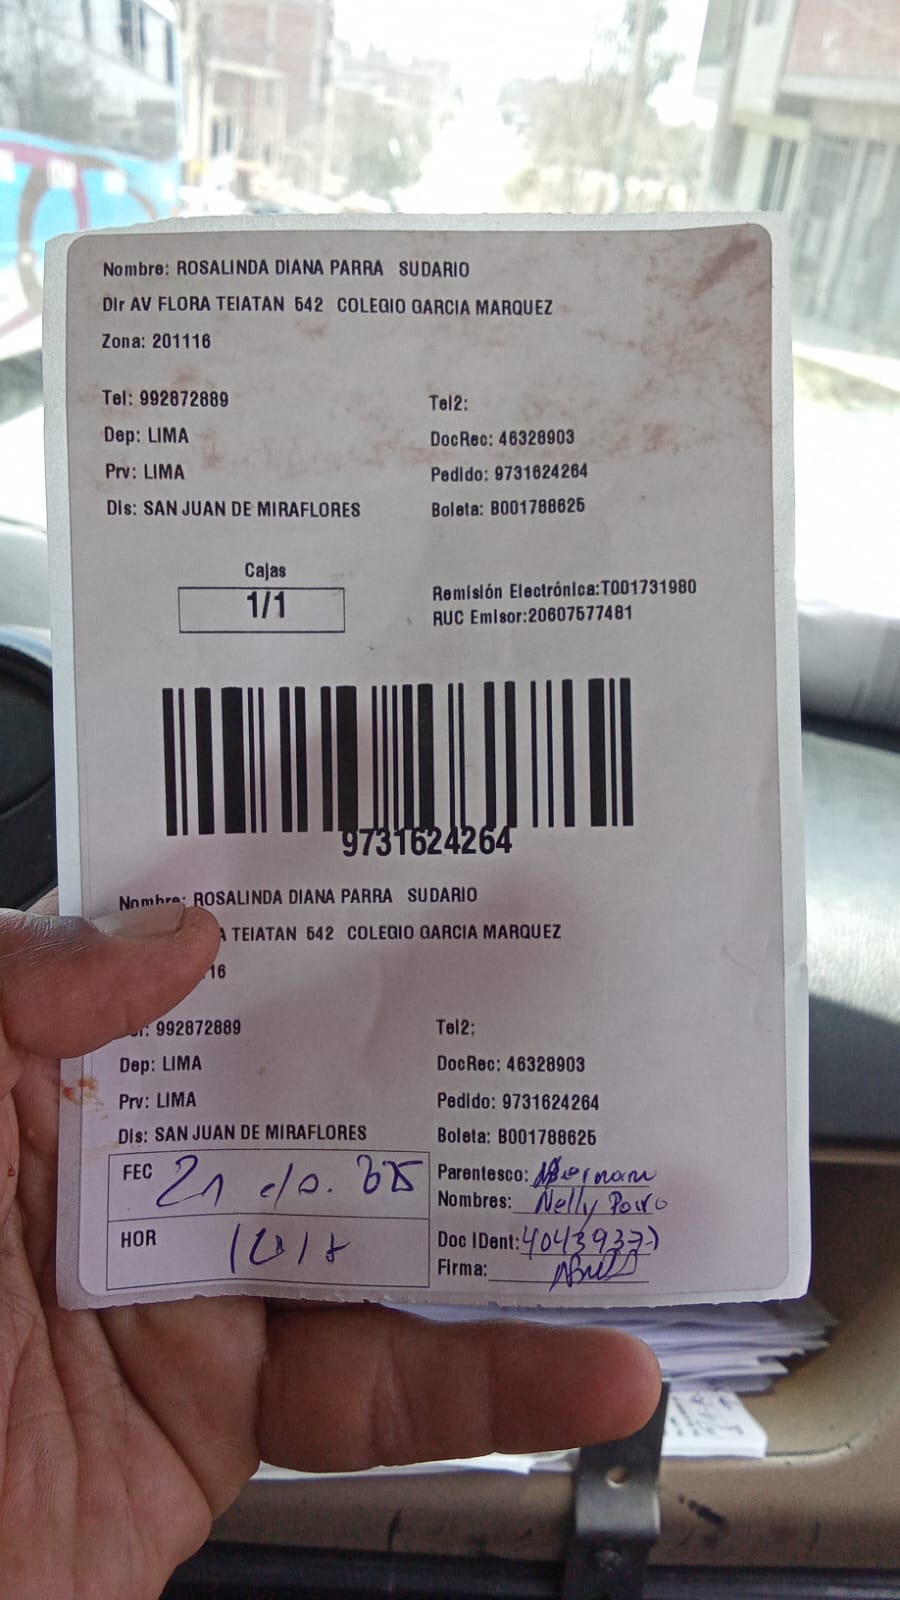 Nombre: ROSALINDA DIANA PARRA SUDARIO
Dir AV FLORA TEIATAN 542 COLEGIO GARCIA MARQUEZ
Zona: 201116
Tel: 992872889 Tel2:
Dep: LIMA DocRec: 46328903
Prv: LIMA Pedido: 9731624264
Dis: SAN JUAN DE MIRAFLORES Boleta: B001788625
Cajas
1/1
Remisión Electrónica:T001731980
RUC Emisor:20607577481
9731624264
Nombre: ROSALINDA DIANA PARRA SUDARIO
TEIATAN 542 COLEGIO GARCIA MARQUEZ
16
992872889 Tel2:
Dep: LIMA DocRec: 46328903
Prv: LIMA Pedido: 9731624264
Dis: SAN JUAN DE MIRAFLORES Boleta: B001788625
FEC 21 Parentesco:
Nombres: Nelly
HOR Doc IDent:
Firma: